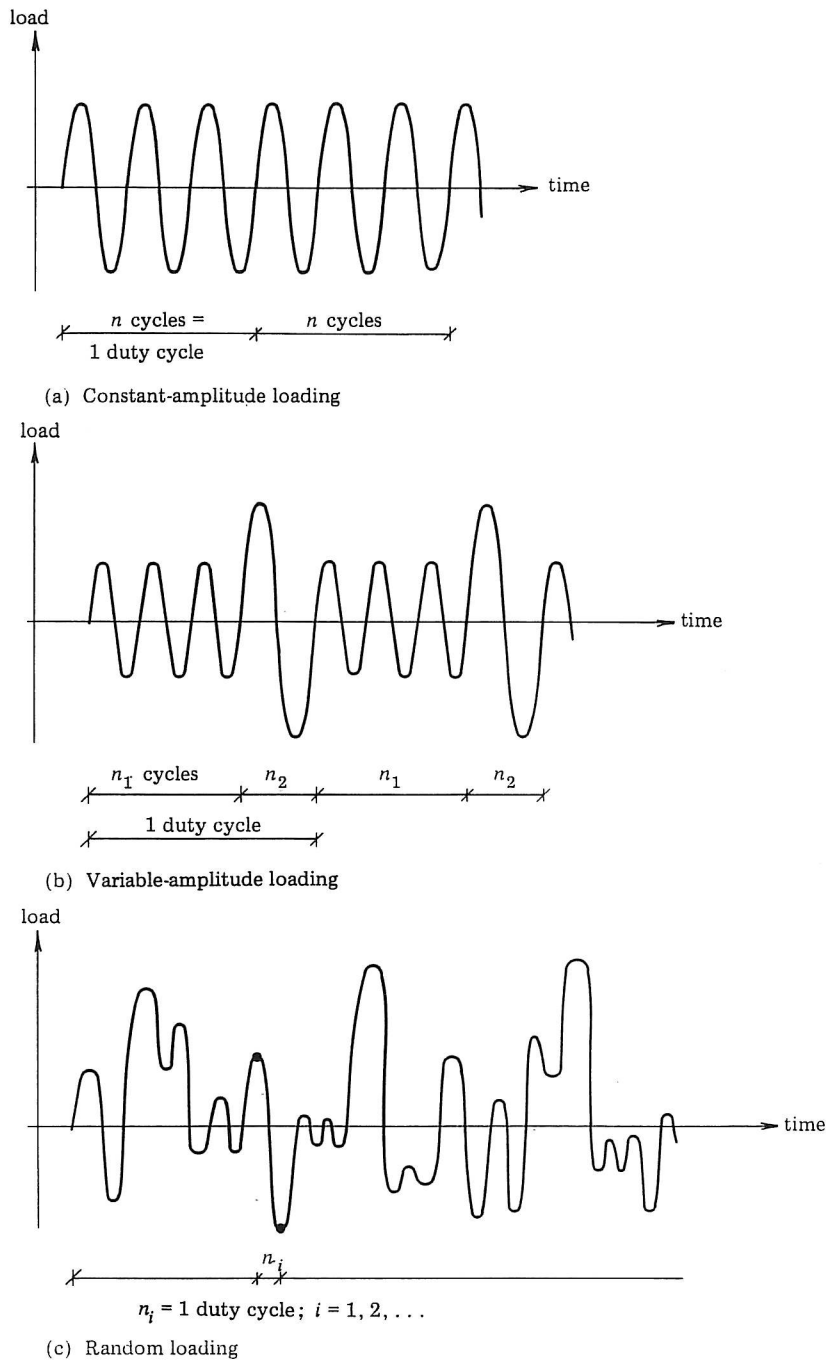 load
time
n cycles =
n cycles
1 duty cycle
(a) Constant-amplitude loading
load
time
n₁ cycles
n₂
n₁
n₂
1 duty cycle
(b) Variable-amplitude loading
load
time
nᵢ
nᵢ = 1 duty cycle; i = 1, 2, . . .
(c) Random loading